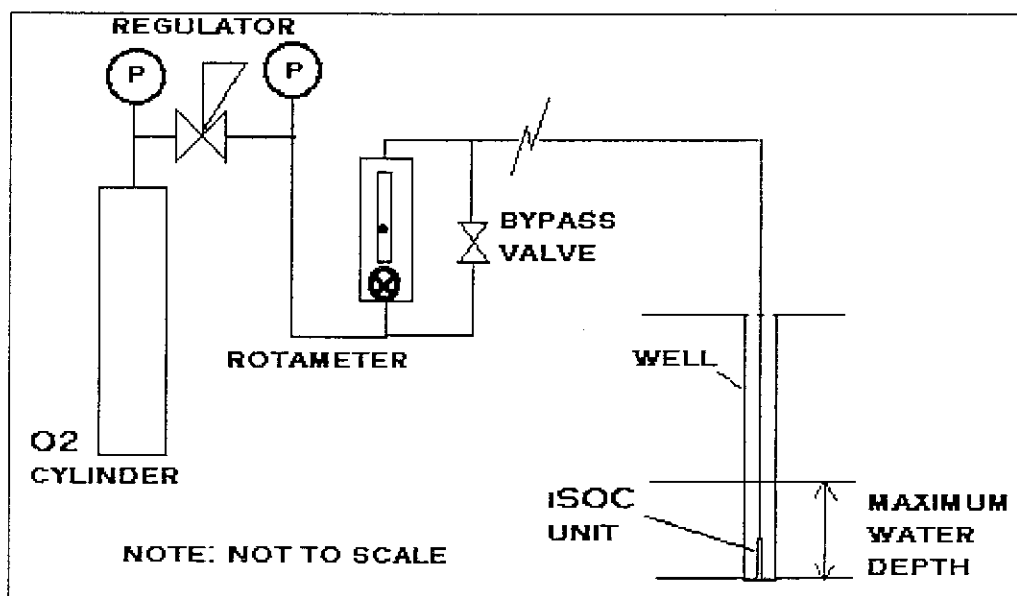 REGULATOR
P
P
BYPASS
VALVE
ROTAMETER
WELL
O2
CYLINDER
iSOC
UNIT
MAXIMUM
WATER
DEPTH
NOTE: NOT TO SCALE